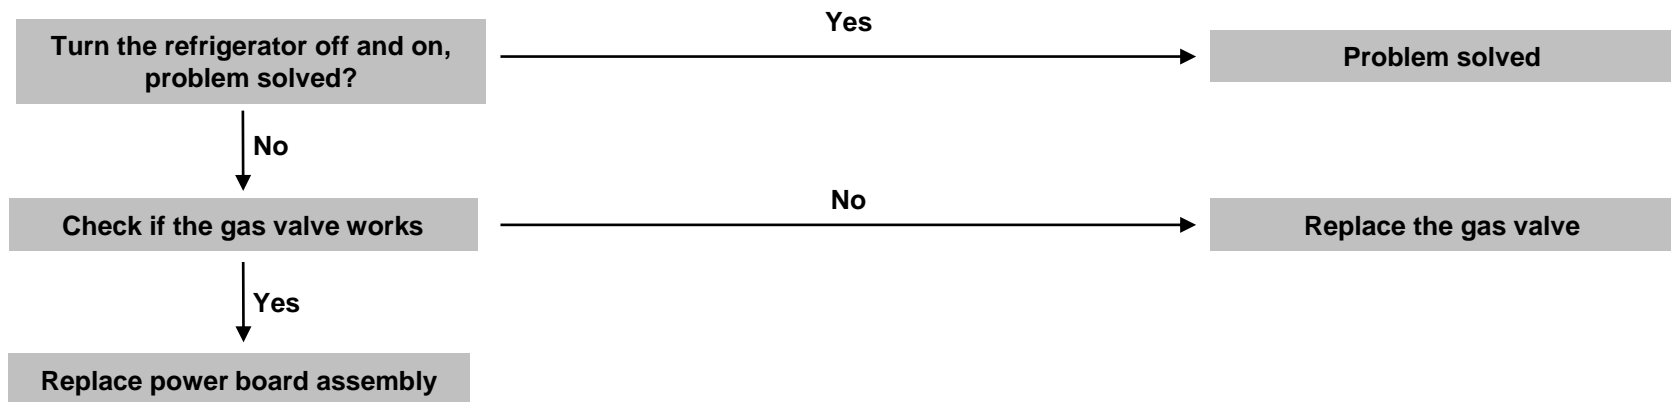 Yes
Turn the refrigerator off and on,
problem solved?
Problem solved
No
No
Check if the gas valve works
Replace the gas valve
Yes
Replace power board assembly